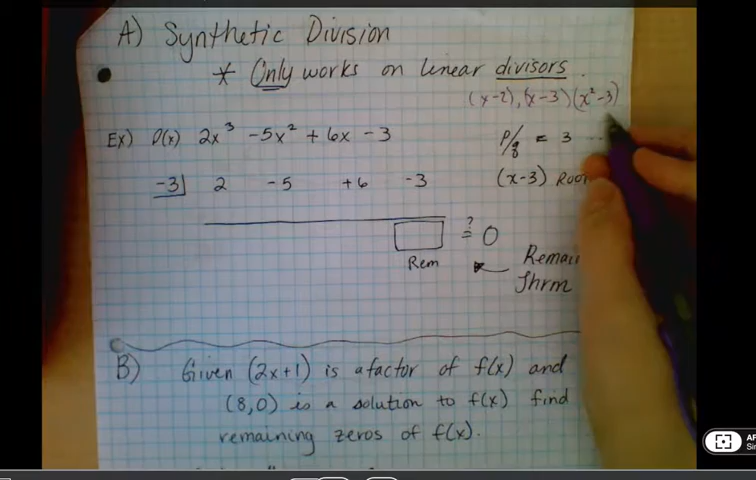 A) Synthetic Division
* Only works on linear divisors
(x-2), (x-3) (x²-3)
Ex) P(x) 2x³ -5x² +6x -3
p/q = 3
-3 2 -5 +6 -3
(x-3) Root
? = 0
Rem
Remai
Thrm
B) Given (2x+1) is a factor of f(x) and
(8,0) is a solution to f(x) find
remaining zeros of f(x).